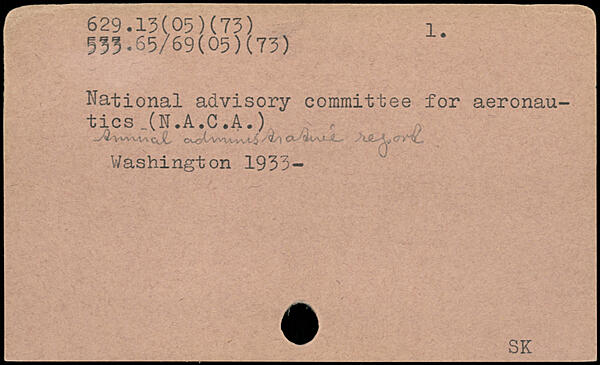 629.13(05)(73)
1.
533.65/69(05)(73)
National advisory committee for aeronau-
tics (N.A.C.A.)
Annual administrative report
Washington 1933-
SK